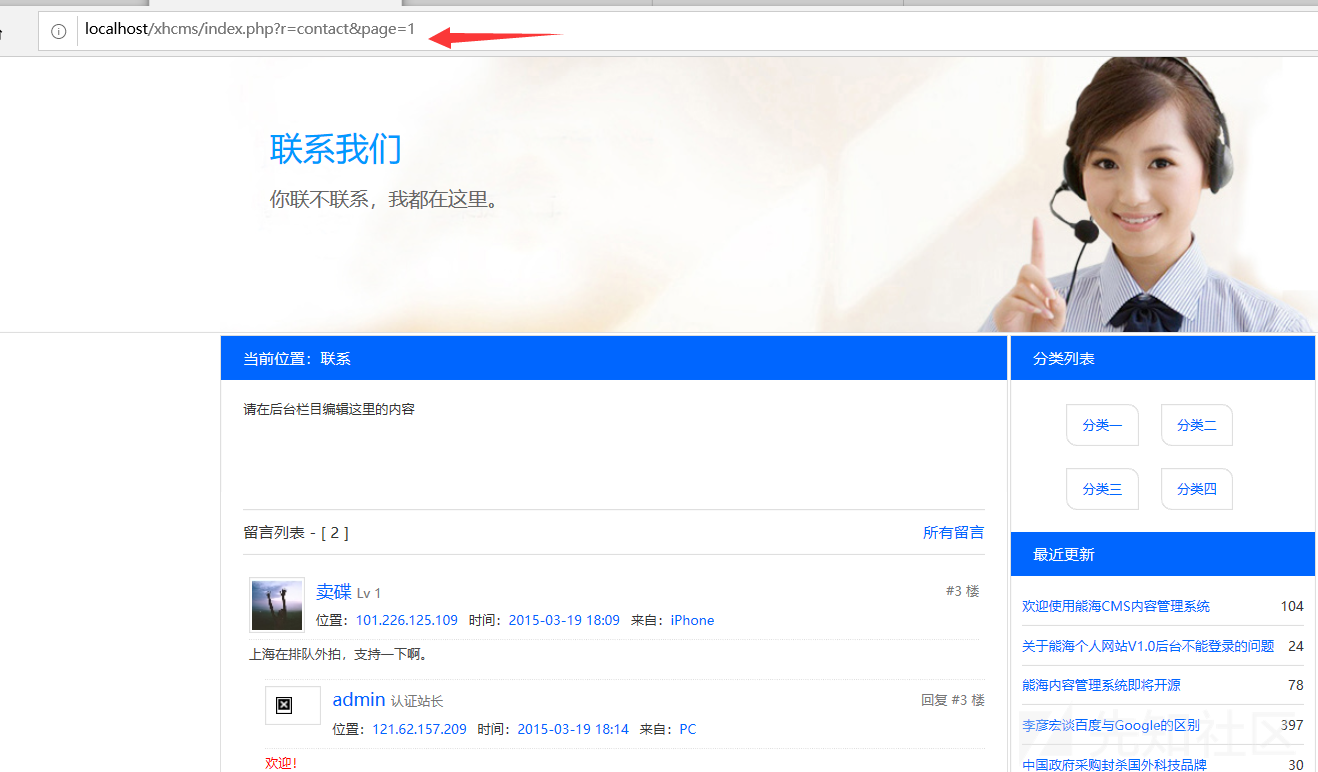 localhost/xhcms/index.php?r=contact&page=1
联系我们
你联不联系，我都在这里。
当前位置：联系
请在后台栏目编辑这里的内容
留言列表 - [ 2 ] 所有留言
卖碟 Lv 1 #3 楼
位置：101.226.125.109 时间：2015-03-19 18:09 来自：iPhone
上海在排队外拍，支持一下啊。
admin 认证站长 回复 #3 楼
位置：121.62.157.209 时间：2015-03-19 18:14 来自：PC
欢迎！
分类列表
分类一 分类二
分类三 分类四
最近更新
欢迎使用熊海CMS内容管理系统 104
关于熊海个人网站V1.0后台不能登录的问题 24
熊海内容管理系统即将开源 78
李彦宏谈百度与Google的区别 397
中国政府采购封杀国外科技品牌 30
先知社区